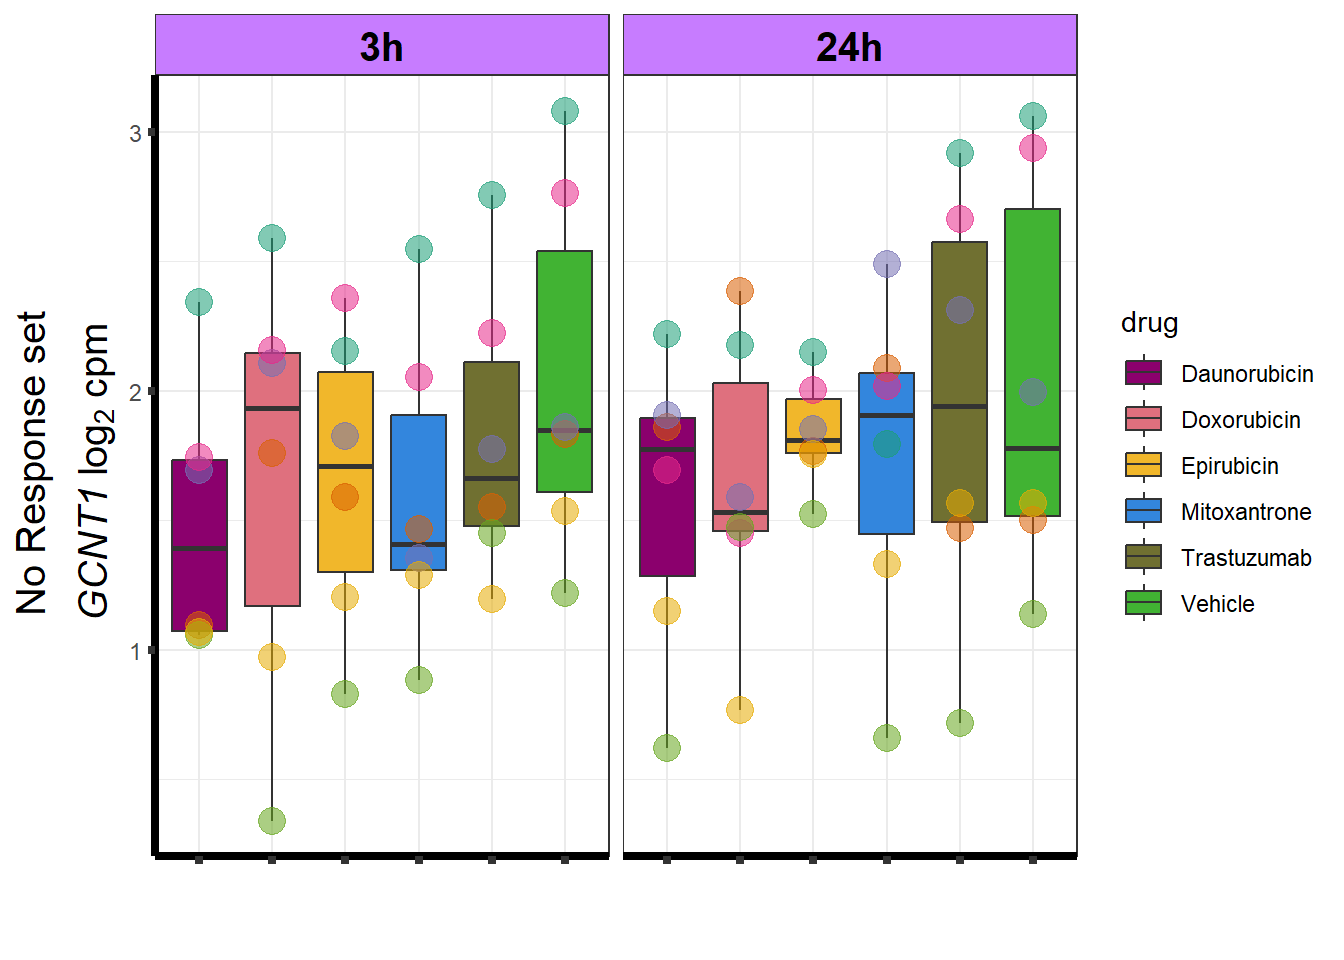 3h
24h
No Response set
GCNT1 log₂ cpm
3
2
1
drug
Daunorubicin
Doxorubicin
Epirubicin
Mitoxantrone
Trastuzumab
Vehicle